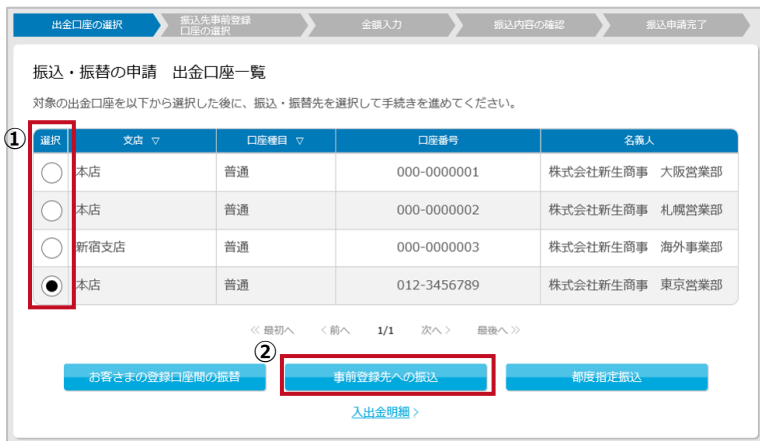 出金口座の選択
振込先事前登録
口座の選択
金額入力
振込内容の確認
振込申請完了
振込・振替の申請　出金口座一覧
対象の出金口座を以下から選択した後に、振込・振替先を選択して手続きを進めてください。
①
選択 支店 ▽ 口座種目 ▽ 口座番号 名義人
本店 普通 000-0000001 株式会社新生商事　大阪営業部
本店 普通 000-0000002 株式会社新生商事　札幌営業部
新宿支店 普通 000-0000003 株式会社新生商事　海外事業部
本店 普通 012-3456789 株式会社新生商事　東京営業部
≪ 最初へ ＜前へ 1/1 次へ＞ 最後へ ≫
②
お客さまの登録口座間の振替 事前登録先への振込 都度指定振込
入出金明細 >